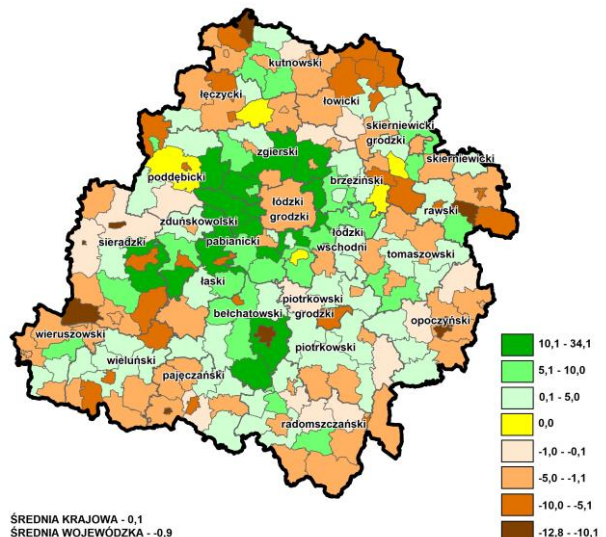 kutnowski
łęczycki
łowicki
skierniewicki
grodzki
zgierski
skierniewicki
poddębicki
brzeziński
łódzki
grodzki
rawski
zduńskowolski
łódzki
wschodni
sieradzki
pabianicki
tomaszowski
łaski
piotrkowski
grodzki
bełchatowski
opoczyński
wieruszowski
piotrkowski
wieluński
pajęczański
radomszczański
10,1 - 34,1
5,1 - 10,0
0,1 - 5,0
0,0
-1,0 - -0,1
-5,0 - -1,1
-10,0 - -5,1
-12,8 - -10,1
ŚREDNIA KRAJOWA - 0,1
ŚREDNIA WOJEWÓDZKA - -0,9